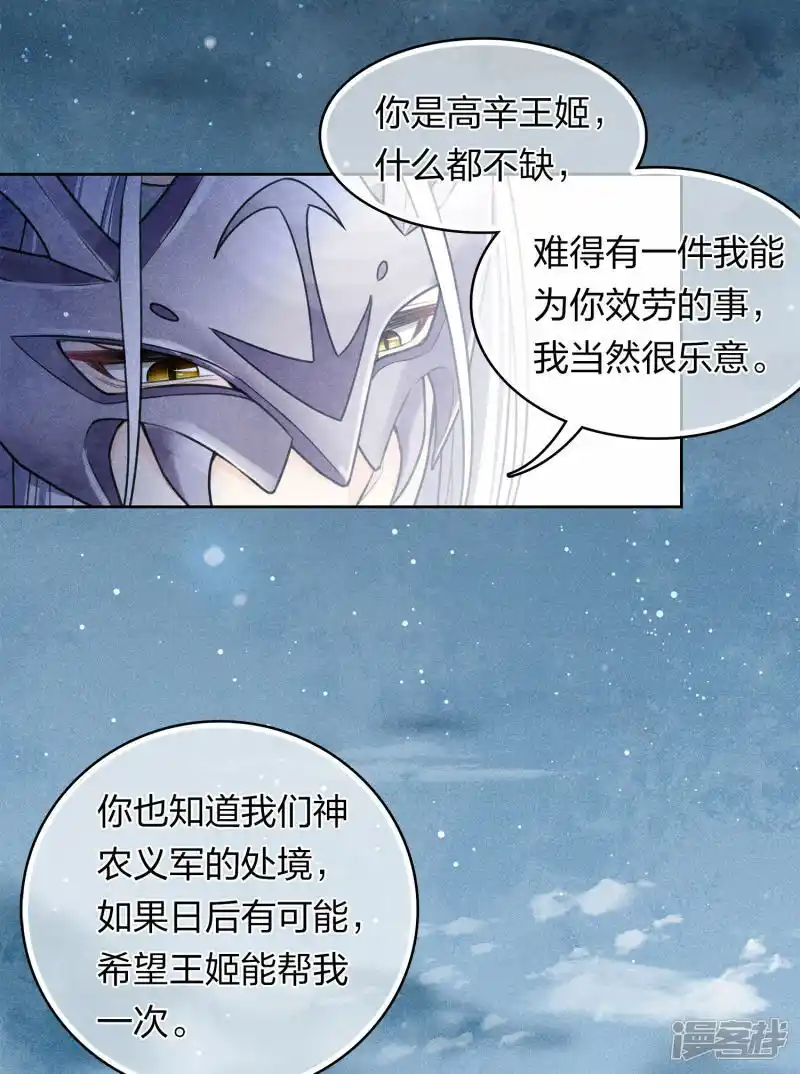 你是高辛王姬，
什么都不缺，
难得有一件我能
为你效劳的事，
我当然很乐意。
你也知道我们神
农义军的处境，
如果日后有可能，
希望王姬能帮我
一次。
漫客栈